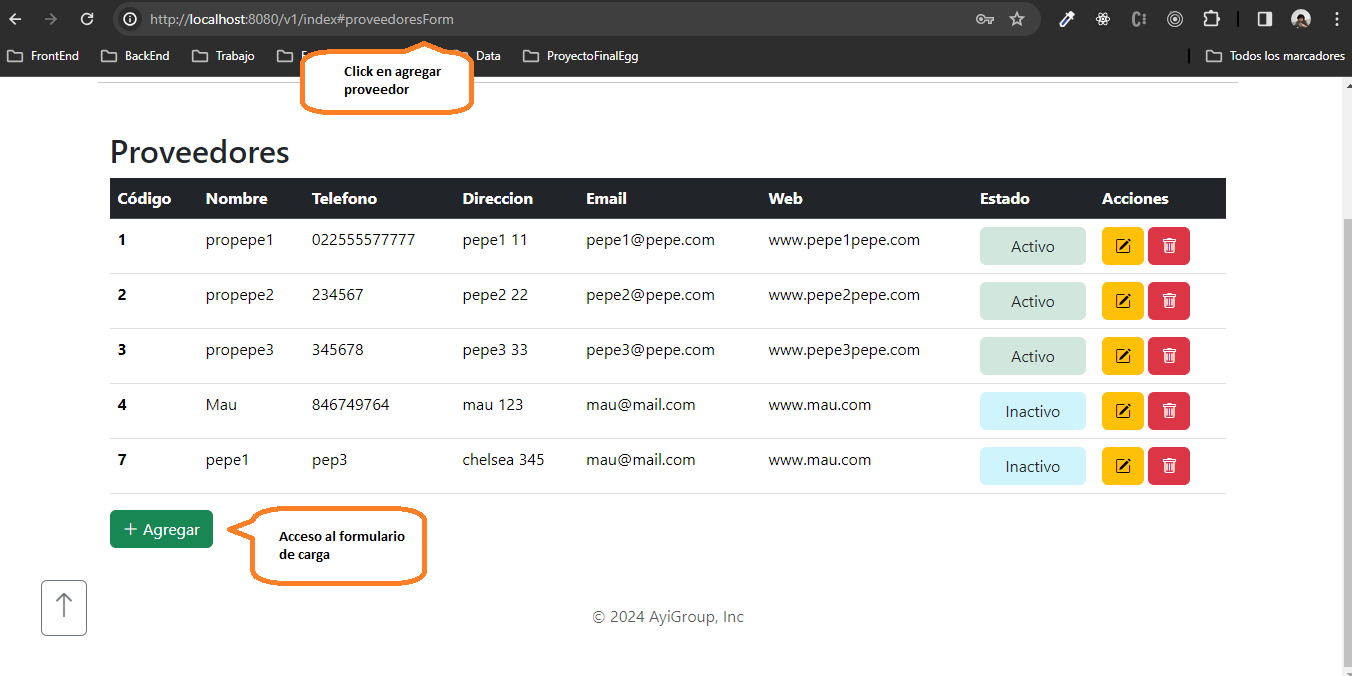 http://localhost:8080/v1/index#proveedoresForm
FrontEnd BackEnd Trabajo Data ProyectoFinalEgg Todos los marcadores
Click en agregar
proveedor
Proveedores
Código Nombre Telefono Direccion Email Web Estado Acciones
1 propepe1 022555577777 pepe1 11 pepe1@pepe.com www.pepe1pepe.com Activo
2 propepe2 234567 pepe2 22 pepe2@pepe.com www.pepe2pepe.com Activo
3 propepe3 345678 pepe3 33 pepe3@pepe.com www.pepe3pepe.com Activo
4 Mau 846749764 mau 123 mau@mail.com www.mau.com Inactivo
7 pepe1 pep3 chelsea 345 mau@mail.com www.mau.com Inactivo
+ Agregar
Acceso al formulario
de carga
© 2024 AyiGroup, Inc